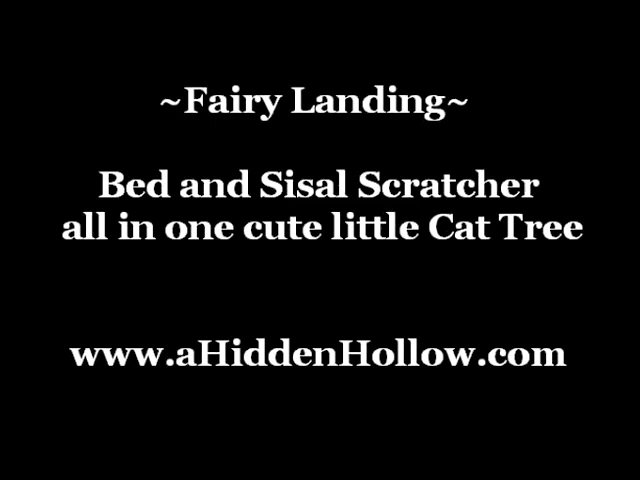 ~Fairy Landing~
Bed and Sisal Scratcher
all in one cute little Cat Tree
www.aHiddenHollow.com